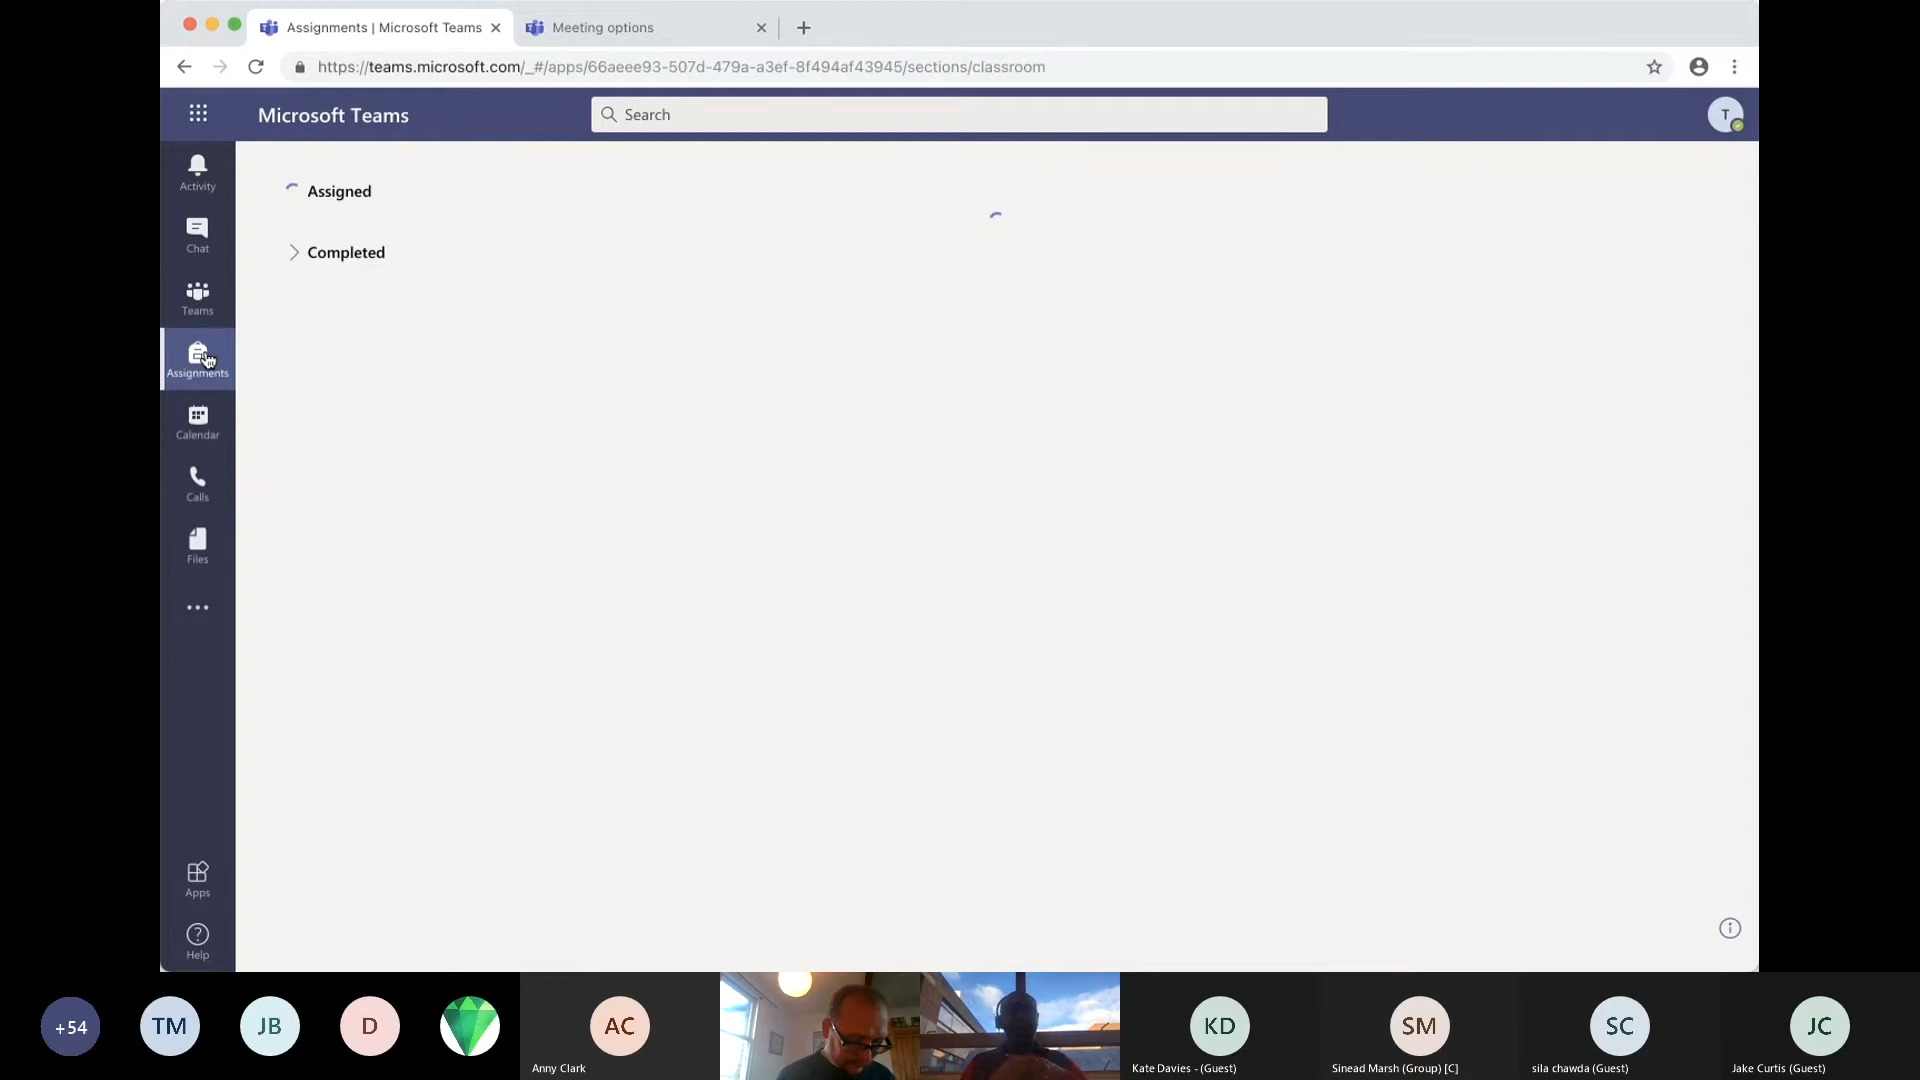 Assignments | Microsoft Teams
Meeting options
https://teams.microsoft.com/_#/apps/66aeee93-507d-479a-a3ef-8f494af43945/sections/classroom
Microsoft Teams
Search
T
Activity
Chat
Teams
Assignments
Calendar
Calls
Files
Apps
Help
Assigned
Completed
+54
TM
JB
D
AC
KD
SM
SC
JC
Anny Clark
Kate Davies - (Guest)
Sinead Marsh (Group) [C]
sila chawda (Guest)
Jake Curtis (Guest)